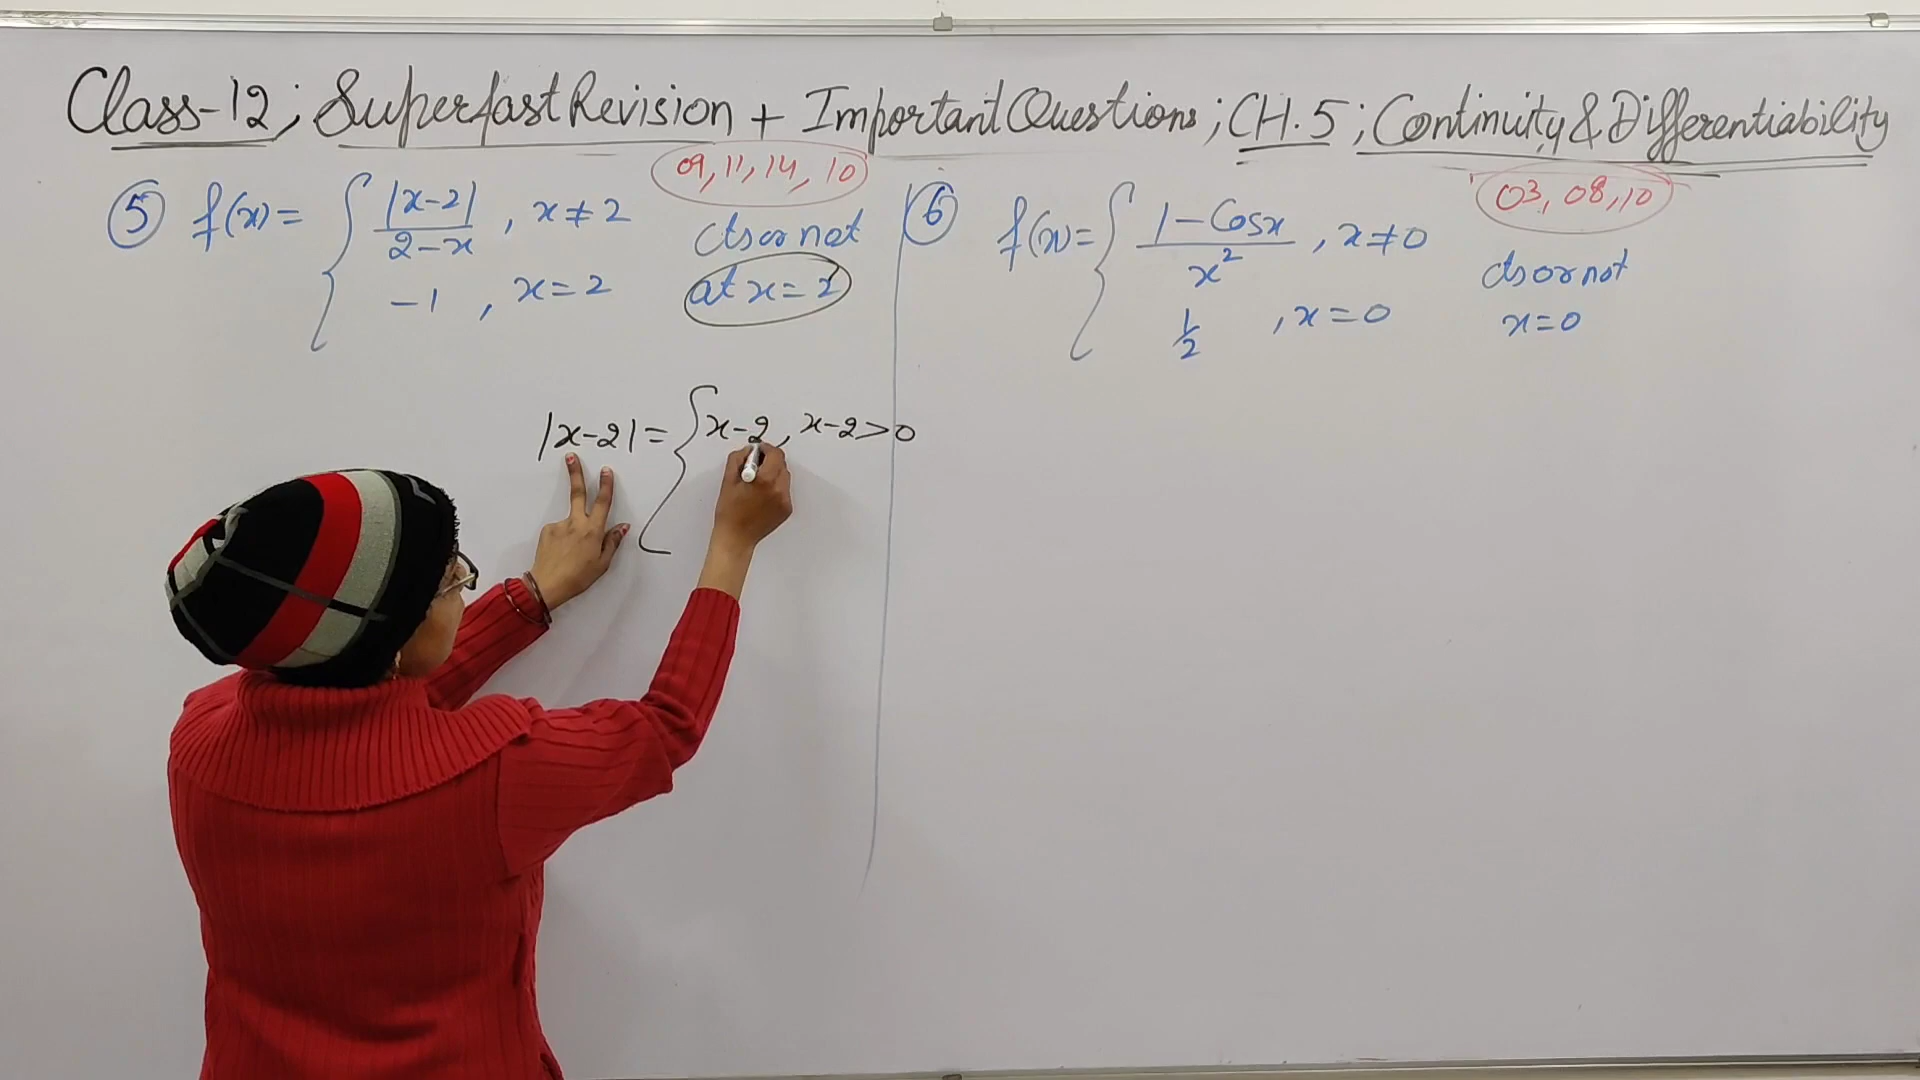 Class-12; Superfast Revision + Important Questions; CH.5; Continuity & Differentiability
09, 11, 14, 10
⑤ f(x) = { |x-2| / 2-x , x ≠ 2
-1 , x = 2
cts or not
at x = 2
03, 08, 10
⑥ f(x) = { 1 - Cosx / x² , x ≠ 0
1/2 , x = 0
cts or not
x = 0
|x-2| = { x-2, x-2 > 0